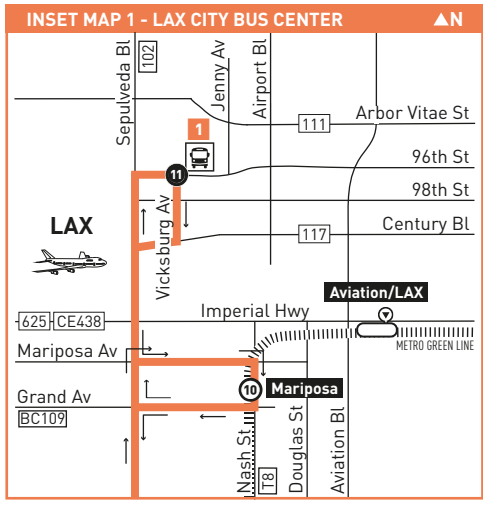 INSET MAP 1 - LAX CITY BUS CENTER
▲N
Sepulveda Bl
102
Jenny Av
Airport Bl
1
111
Arbor Vitae St
96th St
11
98th St
Vicksburg Av
LAX
117
Century Bl
Aviation/LAX
Imperial Hwy
625
CE438
METRO GREEN LINE
Mariposa Av
10
Mariposa
Grand Av
BC109
Nash St
T8
Douglas St
Aviation Bl